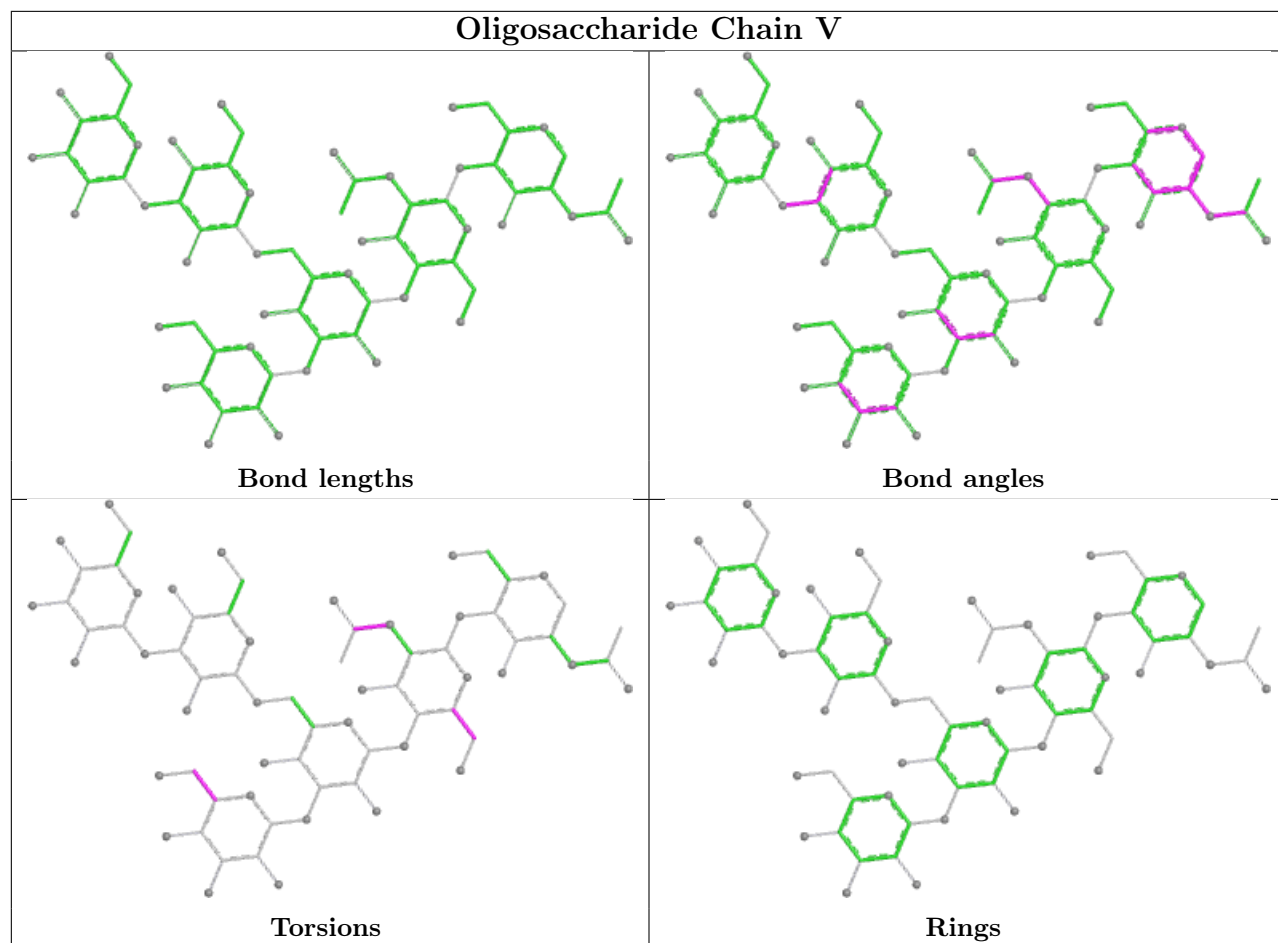 Oligosaccharide Chain V
Bond lengths
Bond angles
Torsions
Rings